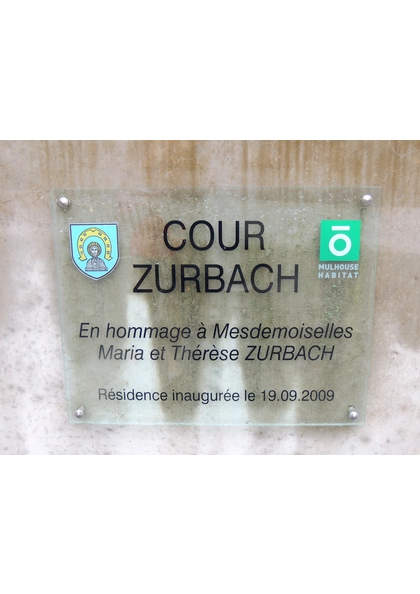 COUR
ZURBACH
MULHOUSE
HABITAT
En hommage à Mesdemoiselles
Maria et Thérèse ZURBACH
Résidence inaugurée le 19.09.2009